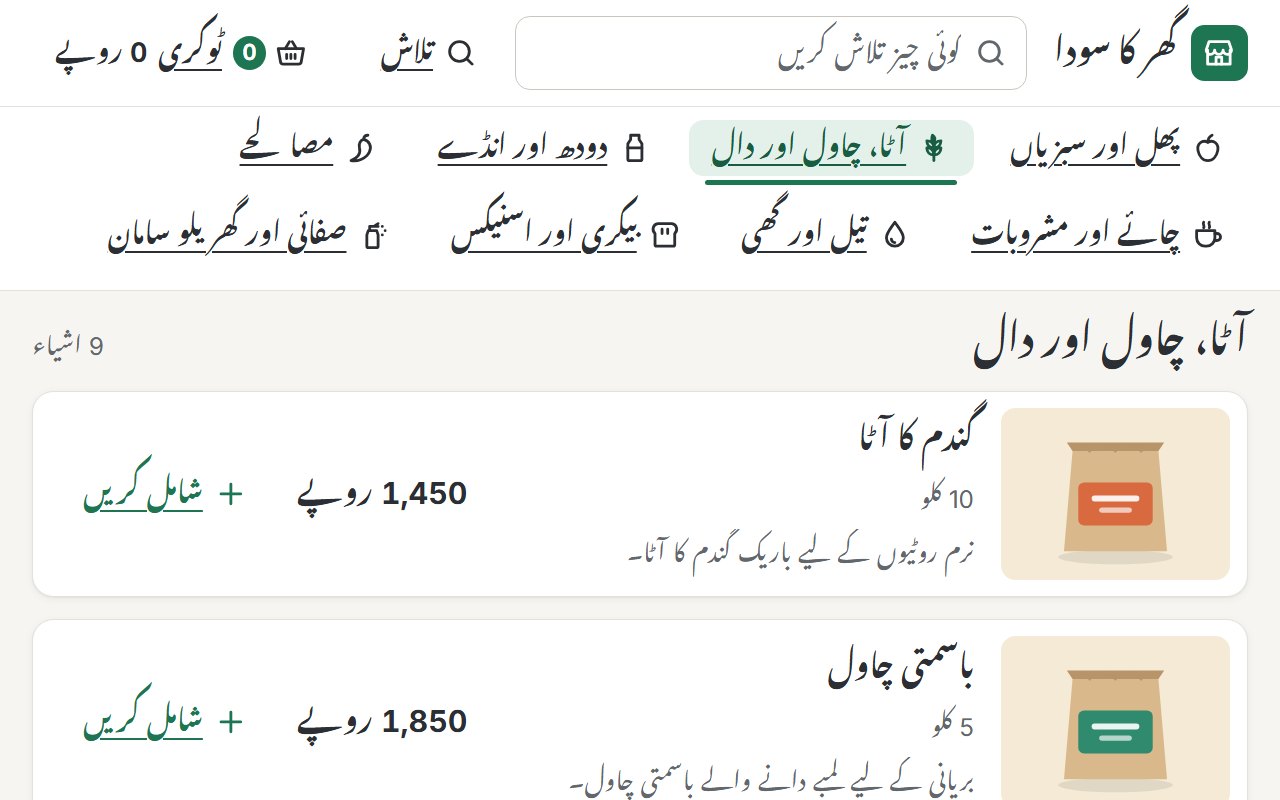 گھر کا سودا
کوئی چیز تلاش کریں
تلاش
0 ٹوکری 0 روپے
پھل اور سبزیاں
آٹا، چاول اور دال
دودھ اور انڈے
مصالحے
چائے اور مشروبات
تیل اور گھی
بیکری اور اسنیکس
صفائی اور گھریلو سامان
آٹا، چاول اور دال
9 اشیاء
گندم کا آٹا
10 کلو
نرم روٹیوں کے لیے باریک گندم کا آٹا۔
1,450 روپے
شامل کریں
باسمتی چاول
5 کلو
بریانی کے لیے لمبے دانے والے باسمتی چاول۔
1,850 روپے
شامل کریں